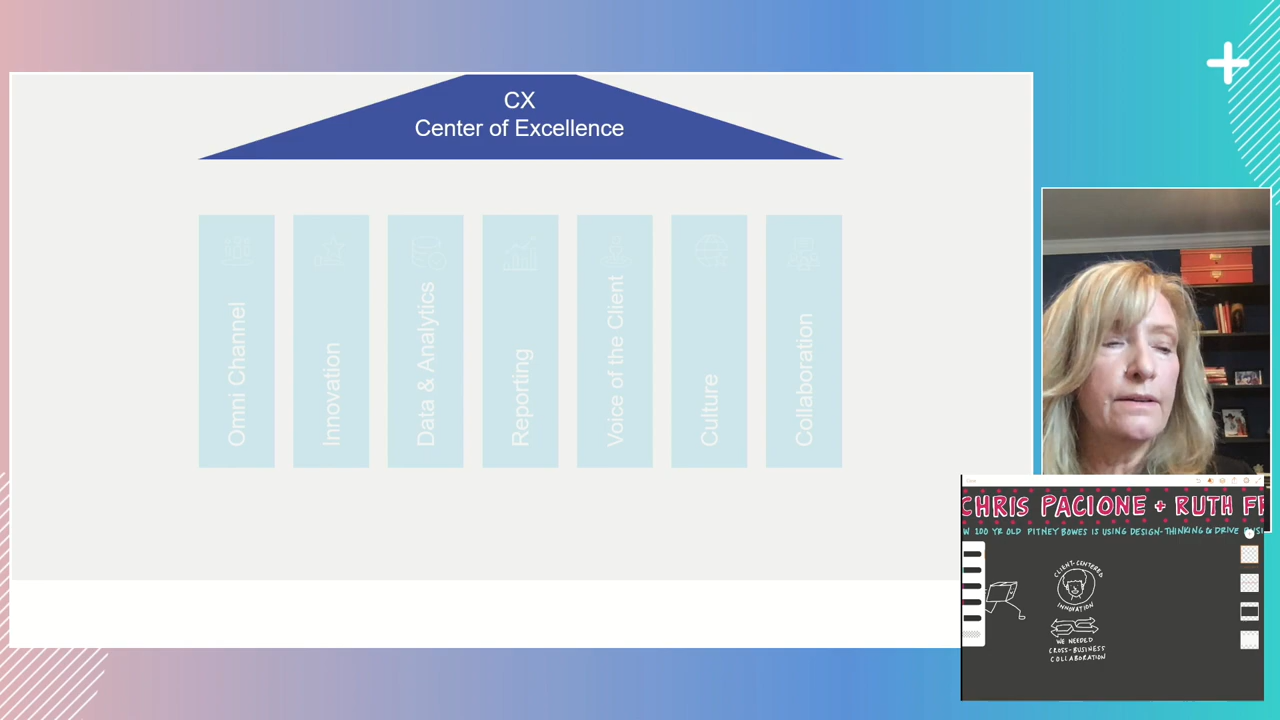 CX
Center of Excellence
Omni Channel
Innovation
Data & Analytics
Reporting
Voice of the Client
Culture
Collaboration
CHRIS PACIONE + RUTH
100 YR OLD PITNEY BOWES IS USING DESIGN-THINKING to DRIVE
CLIENT-CENTERED
INNOVATION
WE NEEDED
CROSS-BUSINESS
COLLABORATION